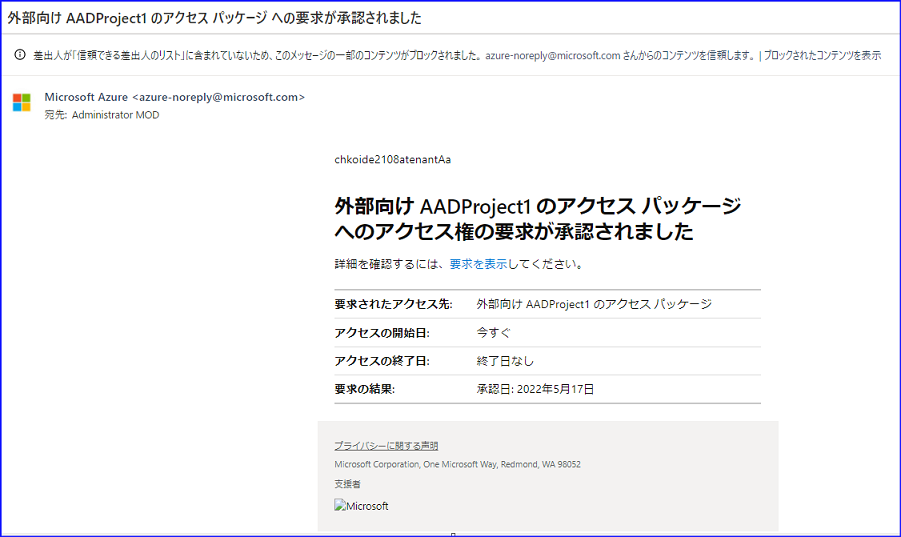 外部向け AADProject1 のアクセス パッケージ への要求が承認されました
差出人が「信頼できる差出人のリスト」に含まれていないため、このメッセージの一部のコンテンツがブロックされました。 azure-noreply@microsoft.com さんからのコンテンツを信頼します。 | ブロックされたコンテンツを表示
Microsoft Azure <azure-noreply@microsoft.com>
宛先: Administrator MOD
chkoide2108atenantAa
外部向け AADProject1 のアクセス パッケージ
へのアクセス権の要求が承認されました
詳細を確認するには、要求を表示してください。
要求されたアクセス先: 外部向け AADProject1 のアクセス パッケージ
アクセスの開始日: 今すぐ
アクセスの終了日: 終了日なし
要求の結果: 承認日: 2022年5月17日
プライバシーに関する声明
Microsoft Corporation, One Microsoft Way, Redmond, WA 98052
支援者
Microsoft